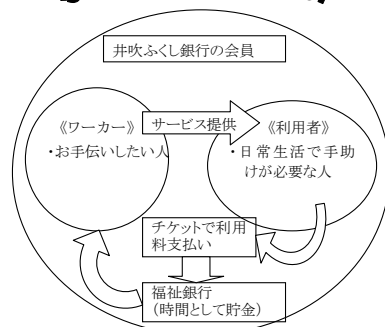 井吹ふくし銀行の会員
《ワーカー》
・お手伝いしたい人
サービス提供
《利用者》
・日常生活で手助
けが必要な人
チケットで利用
料支払い
福祉銀行
(時間として貯金)